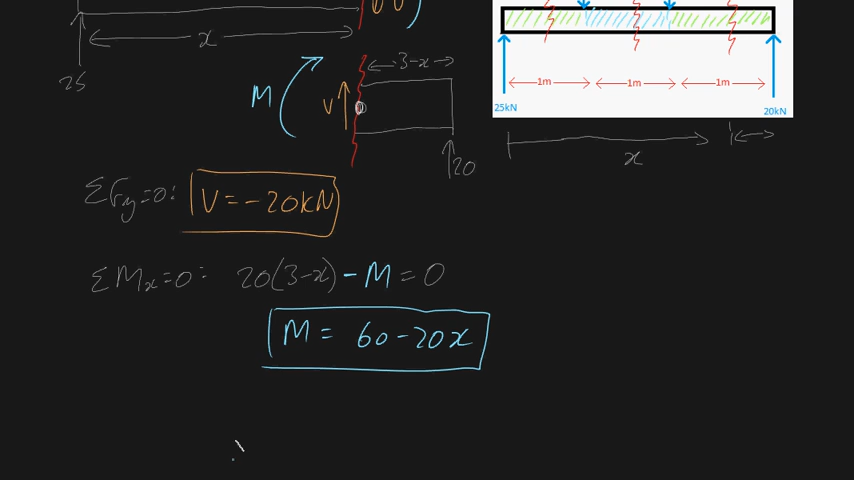 x
25
3-x
M
V
20
1m 1m 1m
25kN
20kN
x
ΣFy=0: V = -20kN
ΣMx=0: 20(3-x) - M = 0
M = 60 - 20x